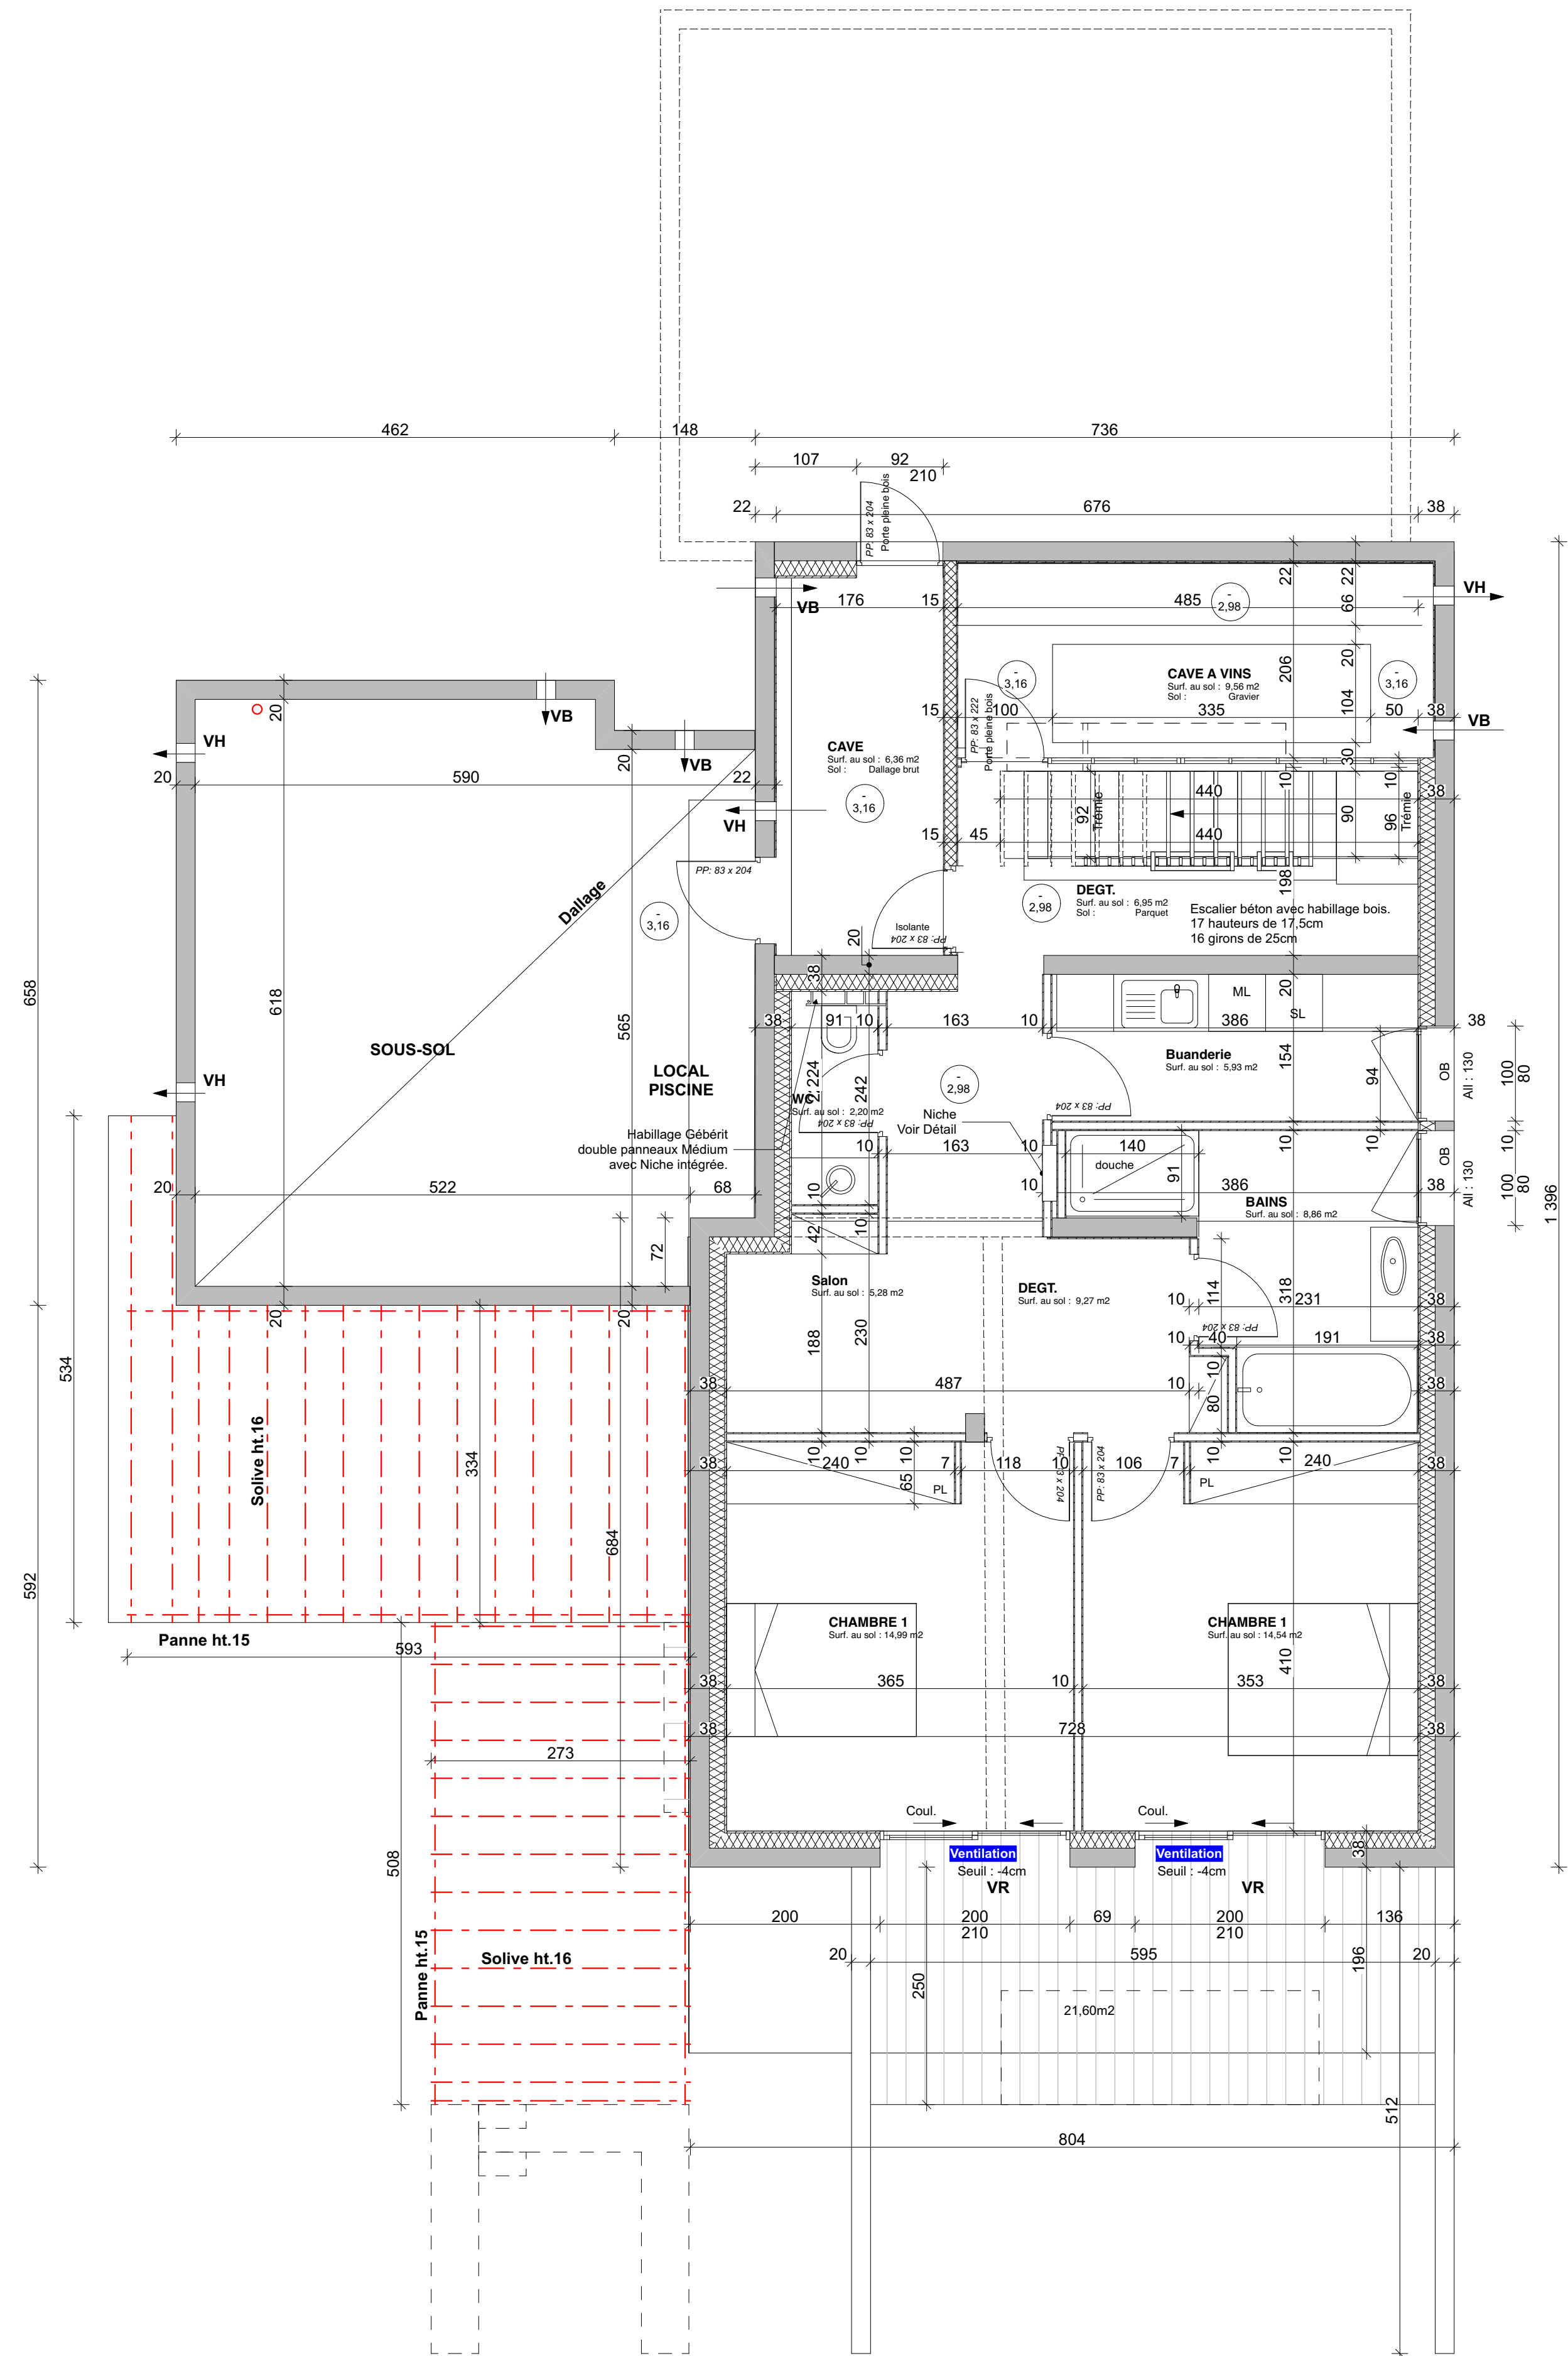 462
148
736
107
92
210
22
676
38
PP: 83 x 204
Porte pleine bois
VB
176
15
485
-
2,98
22
22
66
VH
206
20
CAVE A VINS
Surf. au sol : 9,56 m2
Sol : Gravier
-
3,16
-
3,16
104
15
100
335
50
38
VB
PP: 83 x 222
Porte pleine bois
20
VB
VH
20
VB
CAVE
Surf. au sol : 6,36 m2
Sol : Dallage brut
-
3,16
30
20
590
22
10
10
440
38
92
Trémie
90
96
Trémie
VH
15
45
440
PP: 83 x 204
198
DEGT.
Surf. au sol : 6,95 m2
Sol : Parquet
-
2,98
Escalier béton avec habillage bois.
17 hauteurs de 17,5cm
16 girons de 25cm
Dallage
-
3,16
Isolante
PP: 83 x 204
20
38
658
618
565
SOUS-SOL
LOCAL
PISCINE
ML
SL
20
38
91
10
163
10
386
38
Buanderie
Surf. au sol : 5,93 m2
154
94
OB
All : 130
100
80
VH
2,224
242
-
2,98
WC
Surf. au sol : 2,20 m2
PP: 83 x 204
Niche
Voir Détail
PP: 83 x 204
Habillage Gébérit
double panneaux Médium
avec Niche intégrée.
10
163
10
140
10
10
10
douche
91
OB
All : 130
100
80
20
522
68
10
386
38
BAINS
Surf. au sol : 8,86 m2
1 396
10
10
42
72
Salon
Surf. au sol : 5,28 m2
DEGT.
Surf. au sol : 9,27 m2
114
318
10
231
38
20
20
PP: 83 x 204
188
230
10
40
191
38
534
10
80
38
487
10
38
Solive ht.16
334
10
10
10
10
10
38
240
7
118
10
106
7
240
38
65
PL
PP: 83 x 204
PP: 83 x 204
PL
684
592
CHAMBRE 1
Surf. au sol : 14,99 m2
CHAMBRE 1
Surf. au sol : 14,54 m2
Panne ht.15
593
410
38
365
10
353
38
38
728
38
273
Coul.
Coul.
508
Ventilation
Seuil : -4cm
VR
Ventilation
Seuil : -4cm
VR
38
200
200
210
69
200
210
136
Panne ht.15
Solive ht.16
20
595
20
250
196
21,60m2
512
804